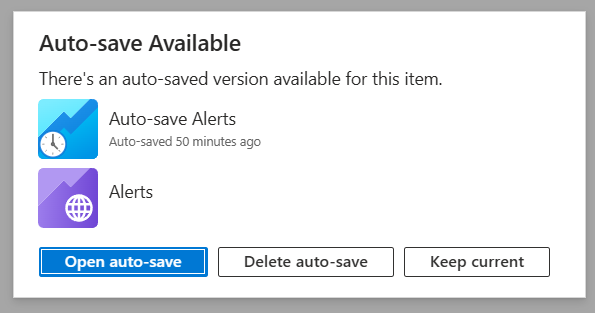 Auto-save Available
There's an auto-saved version available for this item.
Auto-save Alerts
Auto-saved 50 minutes ago
Alerts
Open auto-save
Delete auto-save
Keep current